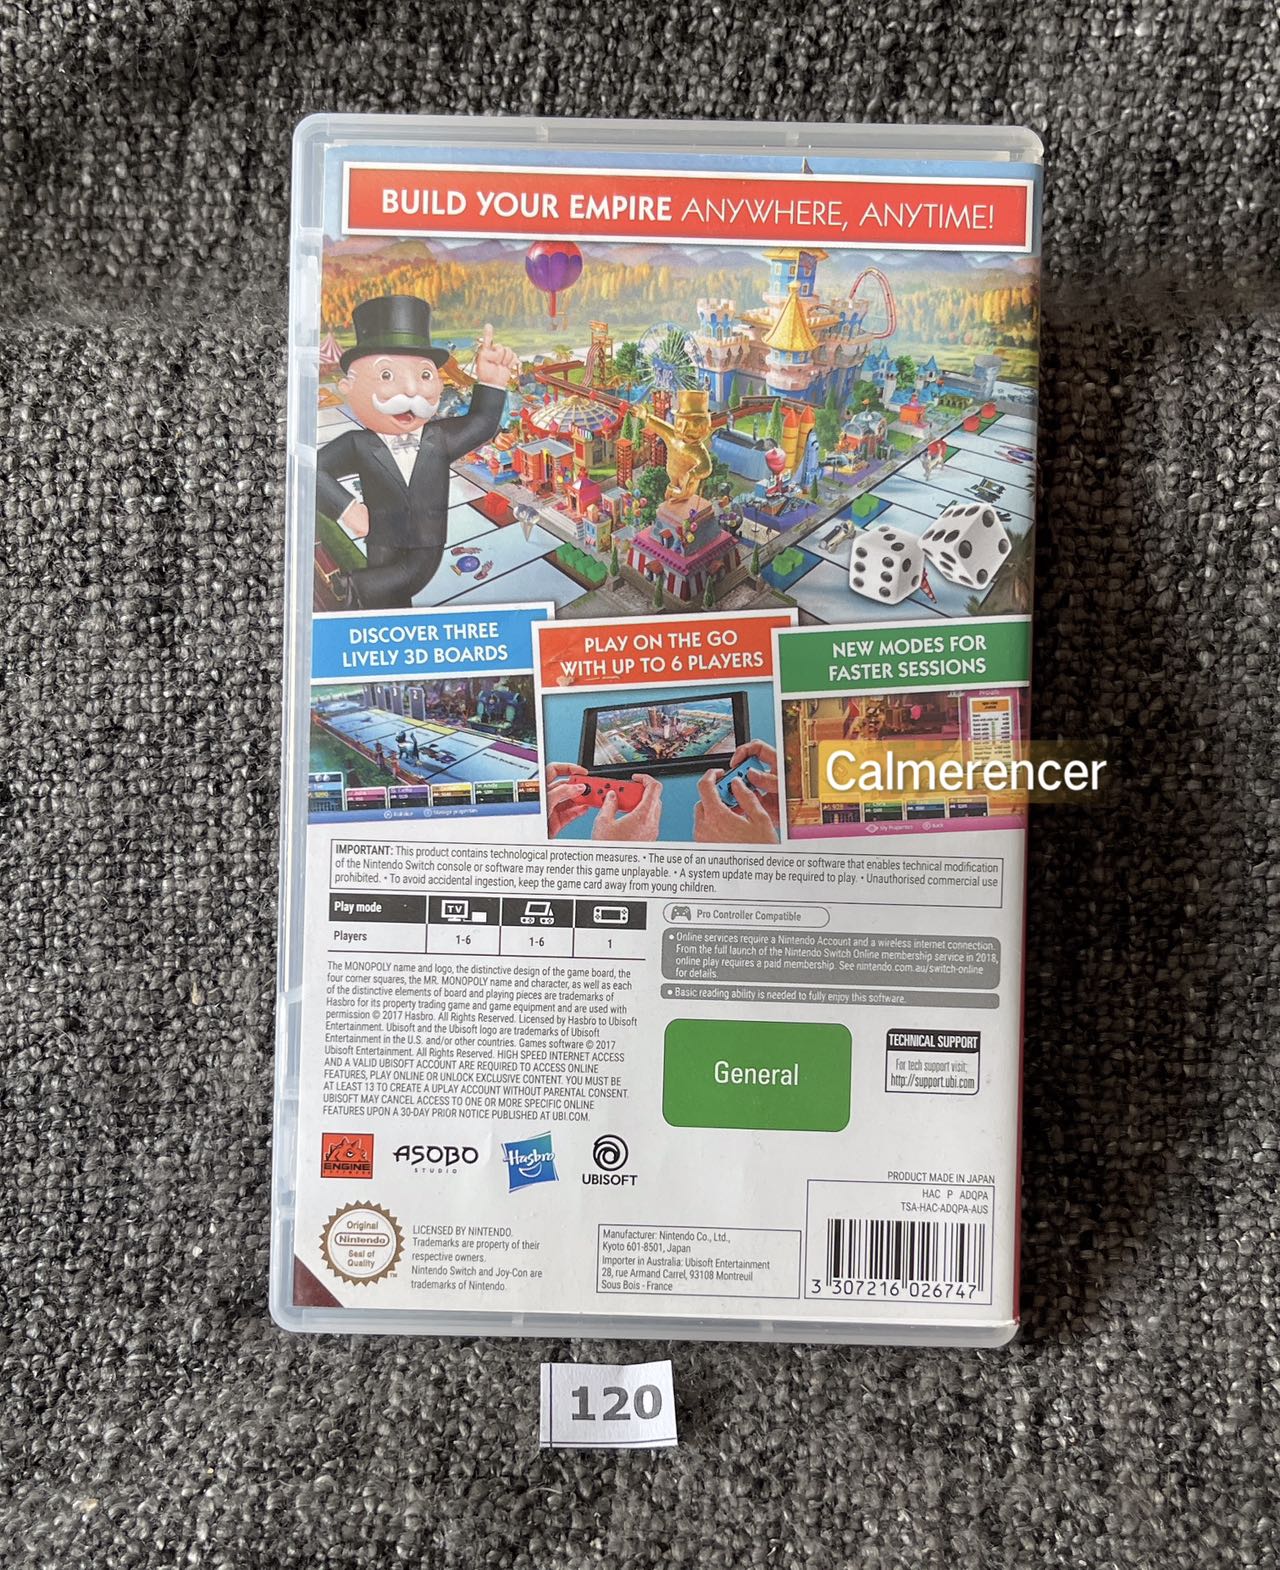 BUILD YOUR EMPIRE ANYWHERE, ANYTIME!
DISCOVER THREE
LIVELY 3D BOARDS
PLAY ON THE GO
WITH UP TO 6 PLAYERS
NEW MODES FOR
FASTER SESSIONS
Calmerencer
IMPORTANT: This product contains technological protection measures. • The use of an unauthorised device or software that enables technical modification
of the Nintendo Switch console or software may render this game unplayable. • A system update may be required to play. • Unauthorised commercial use
prohibited. • To avoid accidental ingestion, keep the game card away from young children.
Play mode
TV
Players
1-6
1-6
1
Pro Controller Compatible
• Online services require a Nintendo Account and a wireless internet connection.
From the full launch of the Nintendo Switch Online membership service in 2018,
online play requires a paid membership. See nintendo.com.au/switch-online
for details.
• Basic reading ability is needed to fully enjoy this software.
The MONOPOLY name and logo, the distinctive design of the game board, the
four corner squares, the MR. MONOPOLY name and character, as well as each
of the distinctive elements of board and playing pieces are trademarks of
Hasbro for its property trading game and game equipment and are used with
permission © 2017 Hasbro. All Rights Reserved. Licensed by Hasbro to Ubisoft
Entertainment. Ubisoft and the Ubisoft logo are trademarks of Ubisoft
Entertainment in the U.S. and/or other countries. Games software © 2017
Ubisoft Entertainment. All Rights Reserved. HIGH SPEED INTERNET ACCESS
AND A VALID UBISOFT ACCOUNT ARE REQUIRED TO ACCESS ONLINE
FEATURES, PLAY ONLINE OR UNLOCK EXCLUSIVE CONTENT. YOU MUST BE
AT LEAST 13 TO CREATE A UPLAY ACCOUNT WITHOUT PARENTAL CONSENT.
UBISOFT MAY CANCEL ACCESS TO ONE OR MORE SPECIFIC ONLINE
FEATURES UPON A 30-DAY PRIOR NOTICE PUBLISHED AT UBI.COM.
General
TECHNICAL SUPPORT
For tech support visit;
http://support.ubi.com
ENGINE
SOFTWARE
ASOBO
STUDIO
Hasbro
UBISOFT
PRODUCT MADE IN JAPAN
HAC P ADQPA
TSA-HAC-ADQPA-AUS
3 307216 026747
Original
Nintendo
Seal of
Quality
TM
LICENSED BY NINTENDO.
Trademarks are property of their
respective owners.
Nintendo Switch and Joy-Con are
trademarks of Nintendo.
Manufacturer: Nintendo Co., Ltd.,
Kyoto 601-8501, Japan
Importer in Australia: Ubisoft Entertainment
28, rue Armand Carrel, 93108 Montreuil
Sous Bois - France
120